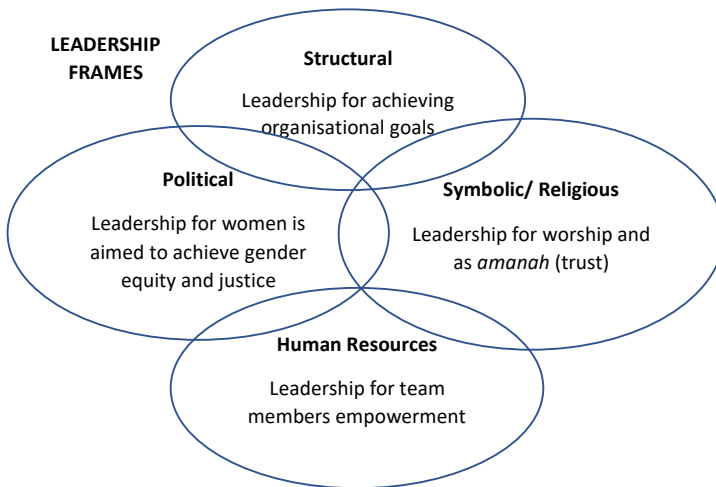 LEADERSHIP
FRAMES
Structural
Leadership for achieving
organisational goals
Political
Leadership for women is
aimed to achieve gender
equity and justice
Symbolic/ Religious
Leadership for worship and
as amanah (trust)
Human Resources
Leadership for team
members empowerment